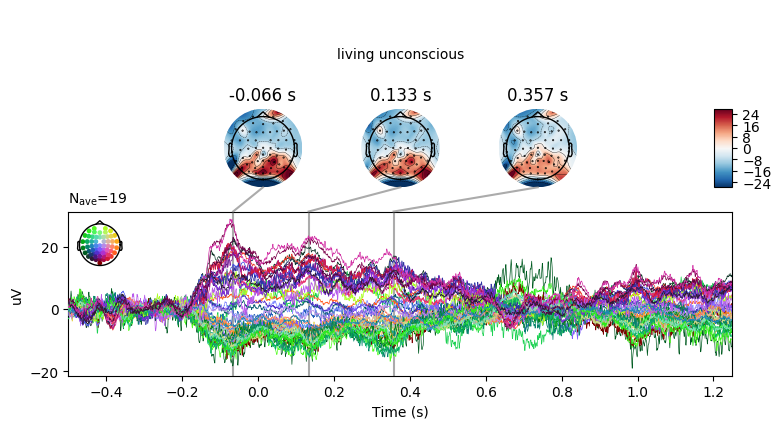 living unconscious
-0.066 s 0.133 s 0.357 s
24
16
8
0
−8
−16
−24
Nave=19
20
0
−20
uV
−0.4 −0.2 0.0 0.2 0.4 0.6 0.8 1.0 1.2
Time (s)